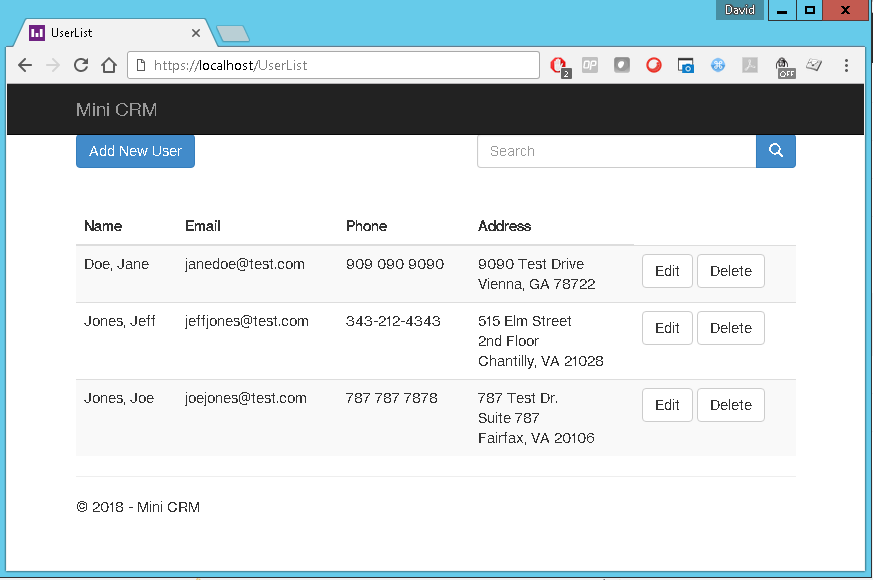 David
UserList
https://localhost/UserList
2
OP
OFF
Mini CRM
Add New User
Search
Name Email Phone Address
Doe, Jane janedoe@test.com 909 090 9090 9090 Test Drive Edit Delete
Vienna, GA 78722
Jones, Jeff jeffjones@test.com 343-212-4343 515 Elm Street Edit Delete
2nd Floor
Chantilly, VA 21028
Jones, Joe joejones@test.com 787 787 7878 787 Test Dr. Edit Delete
Suite 787
Fairfax, VA 20106
© 2018 - Mini CRM